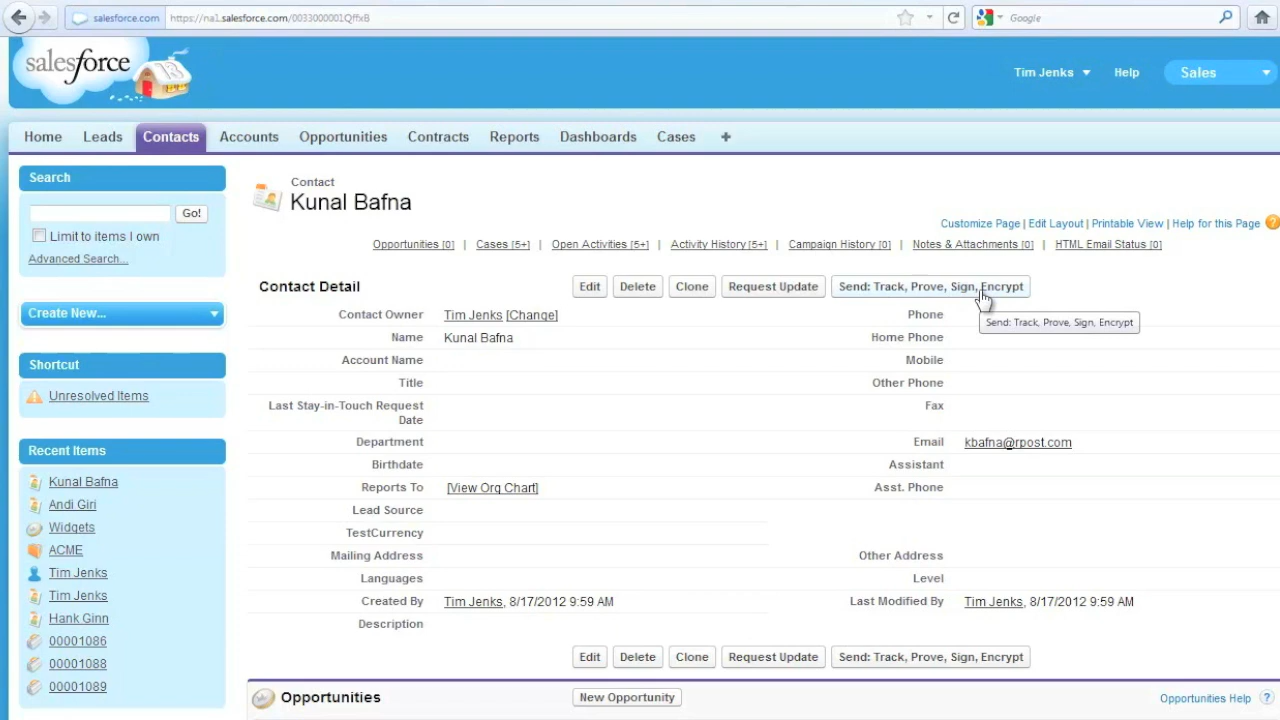 salesforce.com https://na1.salesforce.com/0033000001QffxB Google
salesforce
Tim Jenks Help Sales
Home Leads Contacts Accounts Opportunities Contracts Reports Dashboards Cases +
Search
Go!
Limit to items I own
Advanced Search...
Create New...
Shortcut
Unresolved Items
Recent Items
Kunal Bafna
Andi Giri
Widgets
ACME
Tim Jenks
Tim Jenks
Hank Ginn
00001086
00001088
00001089
Contact
Kunal Bafna
Customize Page | Edit Layout | Printable View | Help for this Page ?
Opportunities [0] | Cases [5+] | Open Activities [5+] | Activity History [5+] | Campaign History [0] | Notes & Attachments [0] | HTML Email Status [0]
Contact Detail Edit Delete Clone Request Update Send: Track, Prove, Sign, Encrypt
Send: Track, Prove, Sign, Encrypt
Contact Owner Tim Jenks [Change] Phone
Name Kunal Bafna Home Phone
Account Name Mobile
Title Other Phone
Last Stay-in-Touch Request Fax
Date
Department Email kbafna@rpost.com
Birthdate Assistant
Reports To [View Org Chart] Asst. Phone
Lead Source
TestCurrency
Mailing Address Other Address
Languages Level
Created By Tim Jenks, 8/17/2012 9:59 AM Last Modified By Tim Jenks, 8/17/2012 9:59 AM
Description
Edit Delete Clone Request Update Send: Track, Prove, Sign, Encrypt
Opportunities New Opportunity Opportunities Help ?